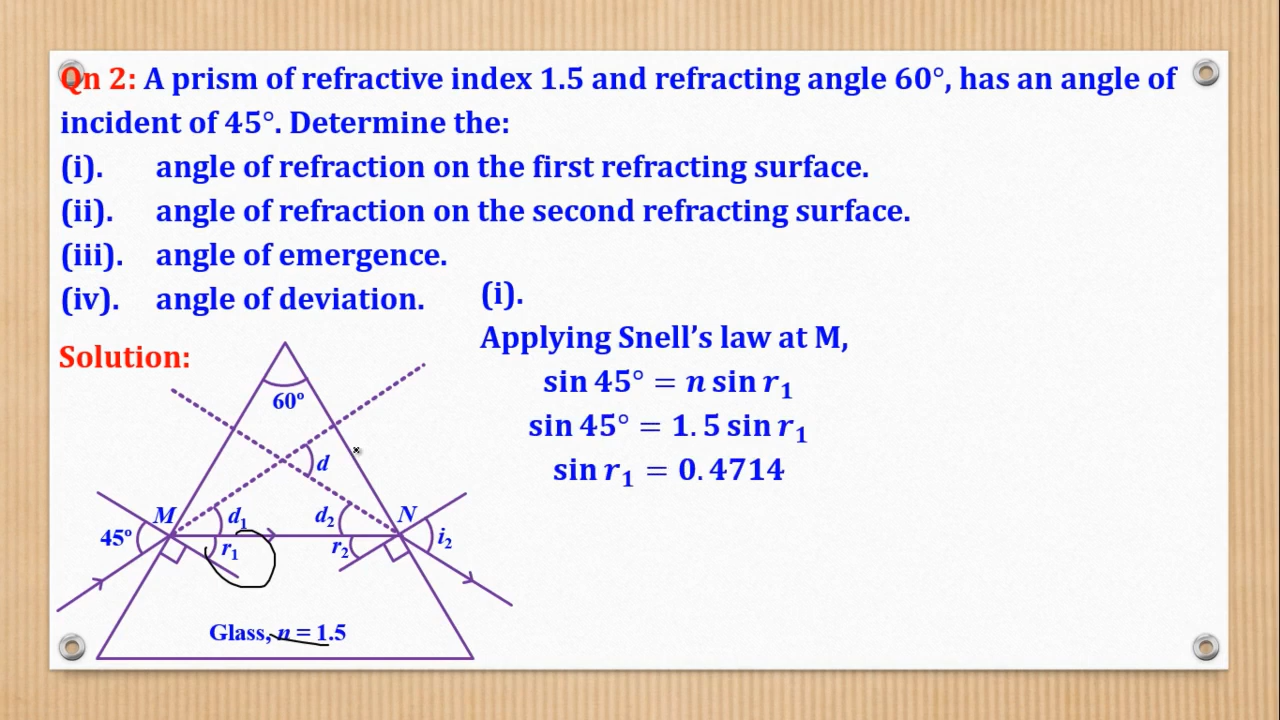 Qn 2: A prism of refractive index 1.5 and refracting angle 60°, has an angle of
incident of 45°. Determine the:
(i). angle of refraction on the first refracting surface.
(ii). angle of refraction on the second refracting surface.
(iii). angle of emergence.
(iv). angle of deviation.
(i).
Applying Snell’s law at M,
sin 45° = n sin r₁
sin 45° = 1.5 sin r₁
sin r₁ = 0.4714
Solution:
60º
d
M d₁ d₂ N
45º r₁ r₂ i₂
Glass, n = 1.5